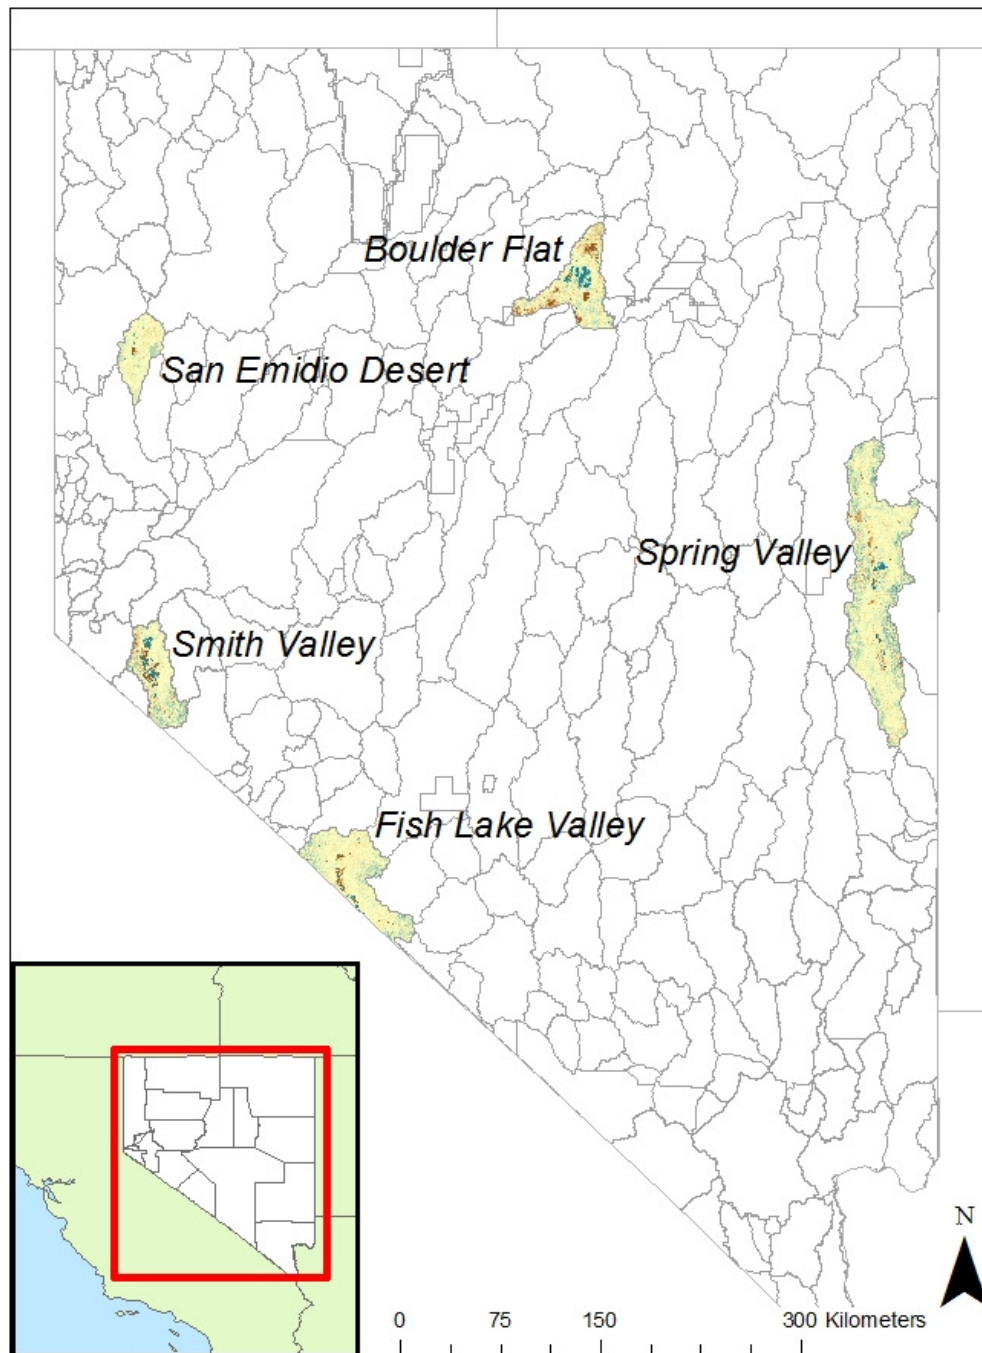 Boulder Flat
San Emidio Desert
Spring Valley
Smith Valley
Fish Lake Valley
N
0 75 150 300 Kilometers